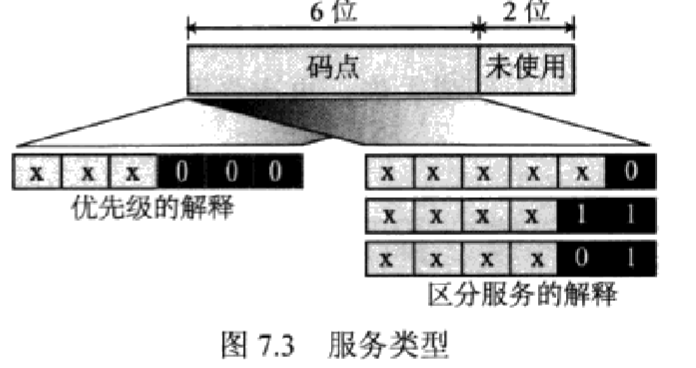 6位 2位
码点 未使用
x x x 0 0 0
优先级的解释
x x x x x 0
x x x x 1 1
x x x x 0 1
区分服务的解释
图 7.3 服务类型